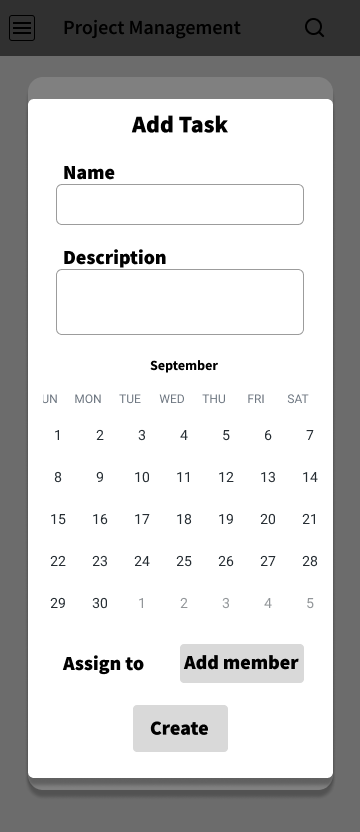 Project Management
Add Task
Name
Description
September
UN MON TUE WED THU FRI SAT
1 2 3 4 5 6 7
8 9 10 11 12 13 14
15 16 17 18 19 20 21
22 23 24 25 26 27 28
29 30 1 2 3 4 5
Assign to Add member
Create